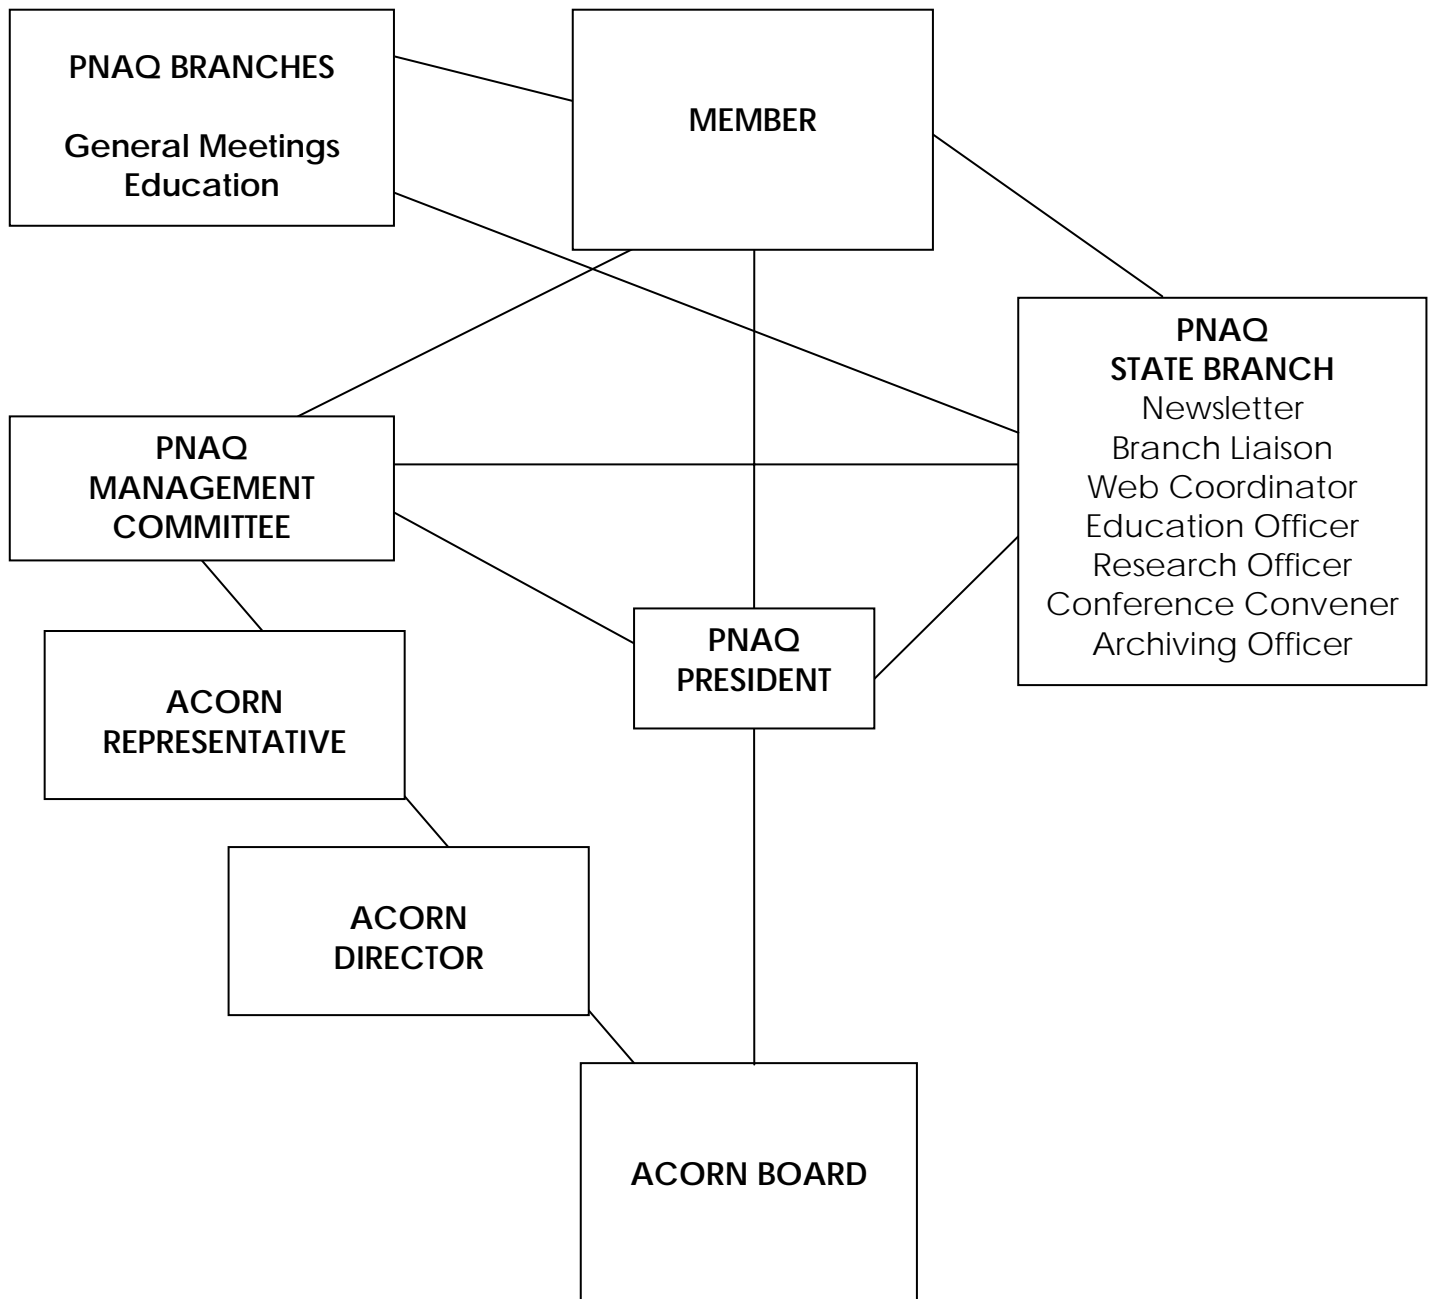 PNAQ BRANCHES
General Meetings
Education
MEMBER
PNAQ
STATE BRANCH
Newsletter
Branch Liaison
Web Coordinator
Education Officer
Research Officer
Conference Convener
Archiving Officer
PNAQ
MANAGEMENT
COMMITTEE
PNAQ
PRESIDENT
ACORN
REPRESENTATIVE
ACORN
DIRECTOR
ACORN BOARD